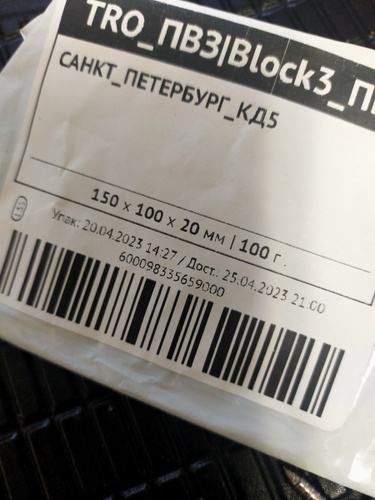 TRO_ПВЗ|Block3_П
САНКТ_ПЕТЕРБУРГ_КД5
150 x 100 x 20 мм | 100 г.
Упак: 20.04.2023 14:27 / Дост.: 25.04.2023 21:00
600098335659000